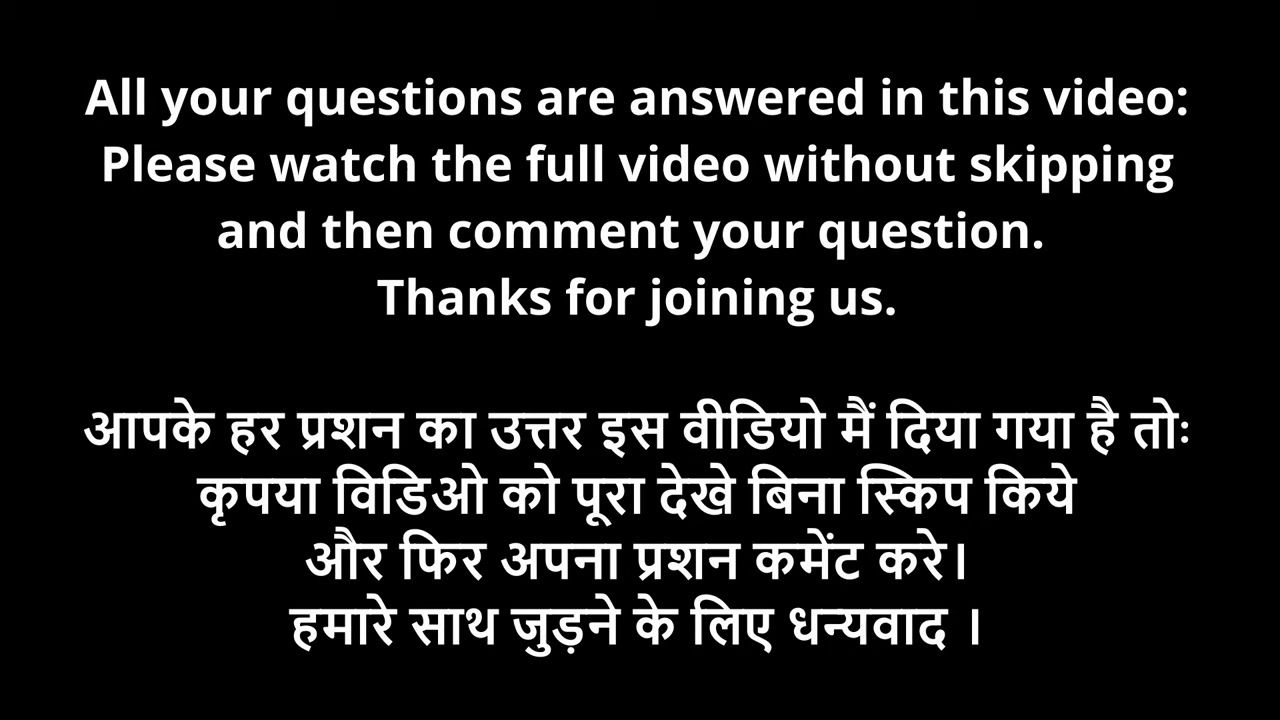 All your questions are answered in this video:
Please watch the full video without skipping
and then comment your question.
Thanks for joining us.
आपके हर प्रशन का उत्तर इस वीडियो मैं दिया गया है तोः
कृपया विडिओ को पूरा देखे बिना स्किप किये
और फिर अपना प्रशन कमेंट करे।
हमारे साथ जुड़ने के लिए धन्यवाद ।